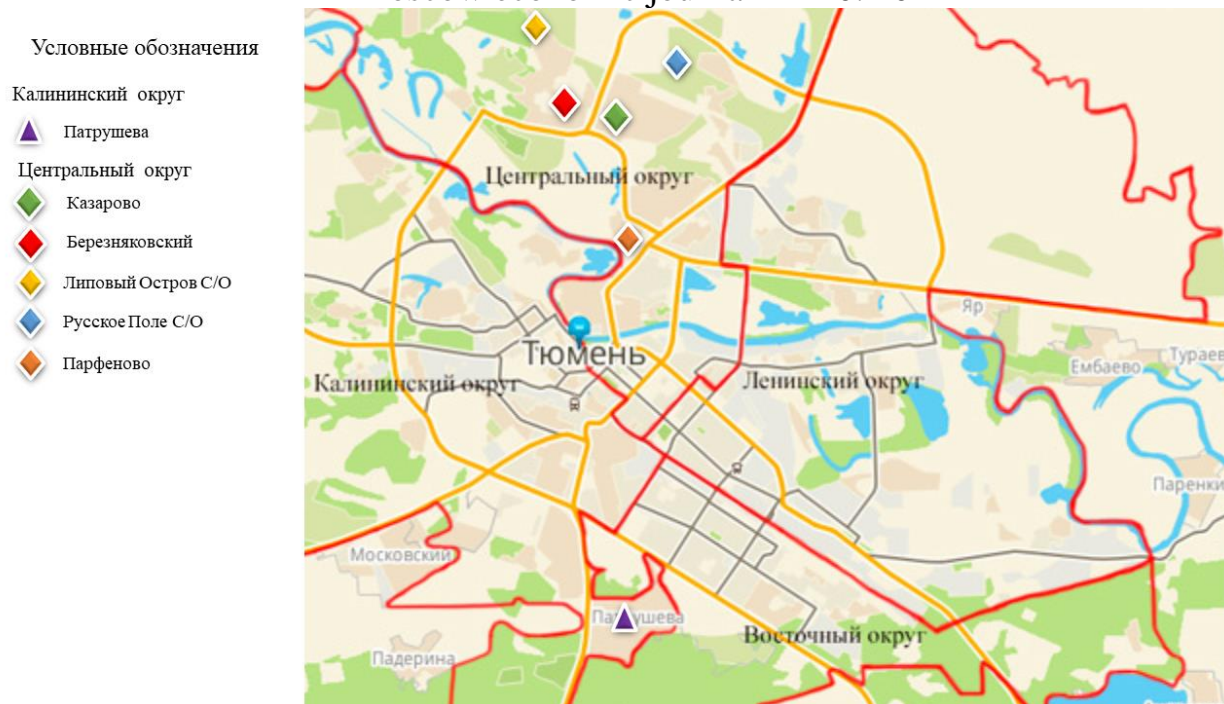 Условные обозначения
Калининский округ
Патрушева
Центральный округ
Казарово
Березняковский
Липовый Остров С/О
Русское Поле С/О
Парфеново
Центральный округ
Яр
Тюмень
Ембаево
Тураев
Калининский округ
Ленинский округ
Паренки
Московский
Восточный округ
Падерина